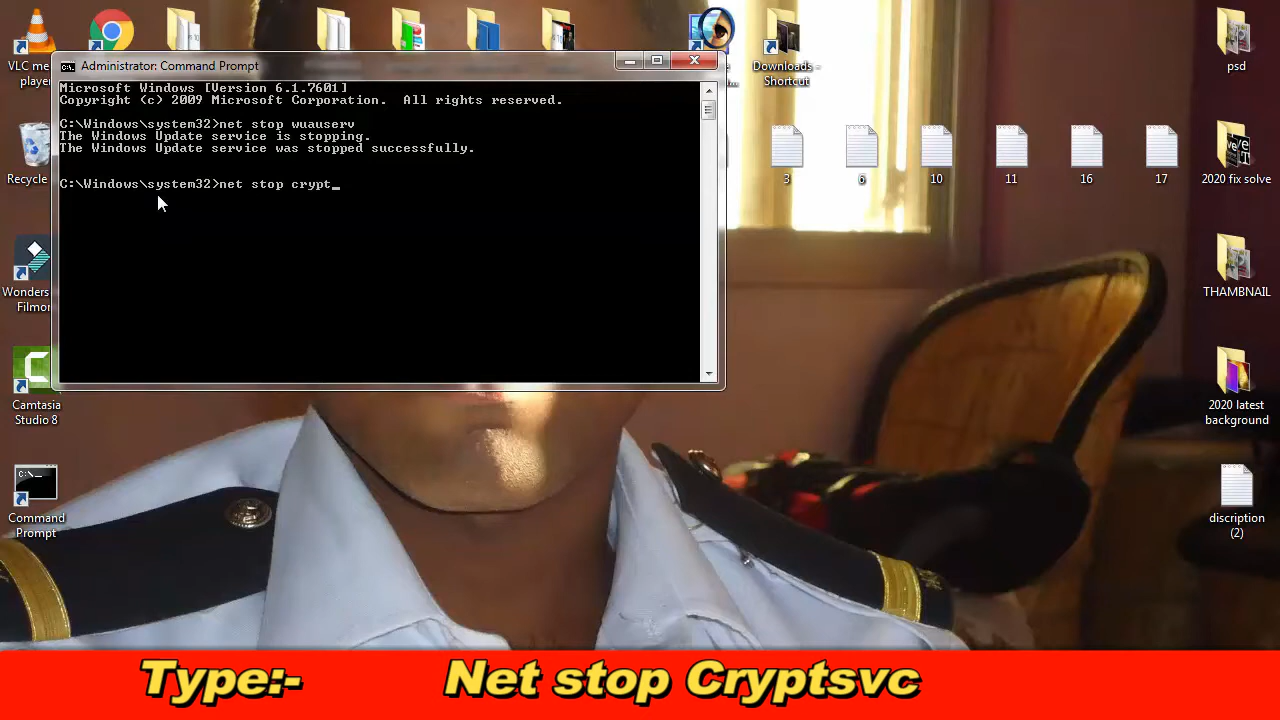 VLC media
player
Downloads -
Shortcut
psd
Administrator: Command Prompt
Microsoft Windows [Version 6.1.7601]
Copyright (c) 2009 Microsoft Corporation.  All rights reserved.
C:\Windows\system32>net stop wuauserv
The Windows Update service is stopping.
The Windows Update service was stopped successfully.
C:\Windows\system32>net stop crypt_
Recycle
3
6
10
11
16
17
2020 fix solve
Wonders
Filmor
THAMBNAIL
Camtasia
Studio 8
2020 latest
background
Command
Prompt
discription
(2)
Type:- Net stop Cryptsvc